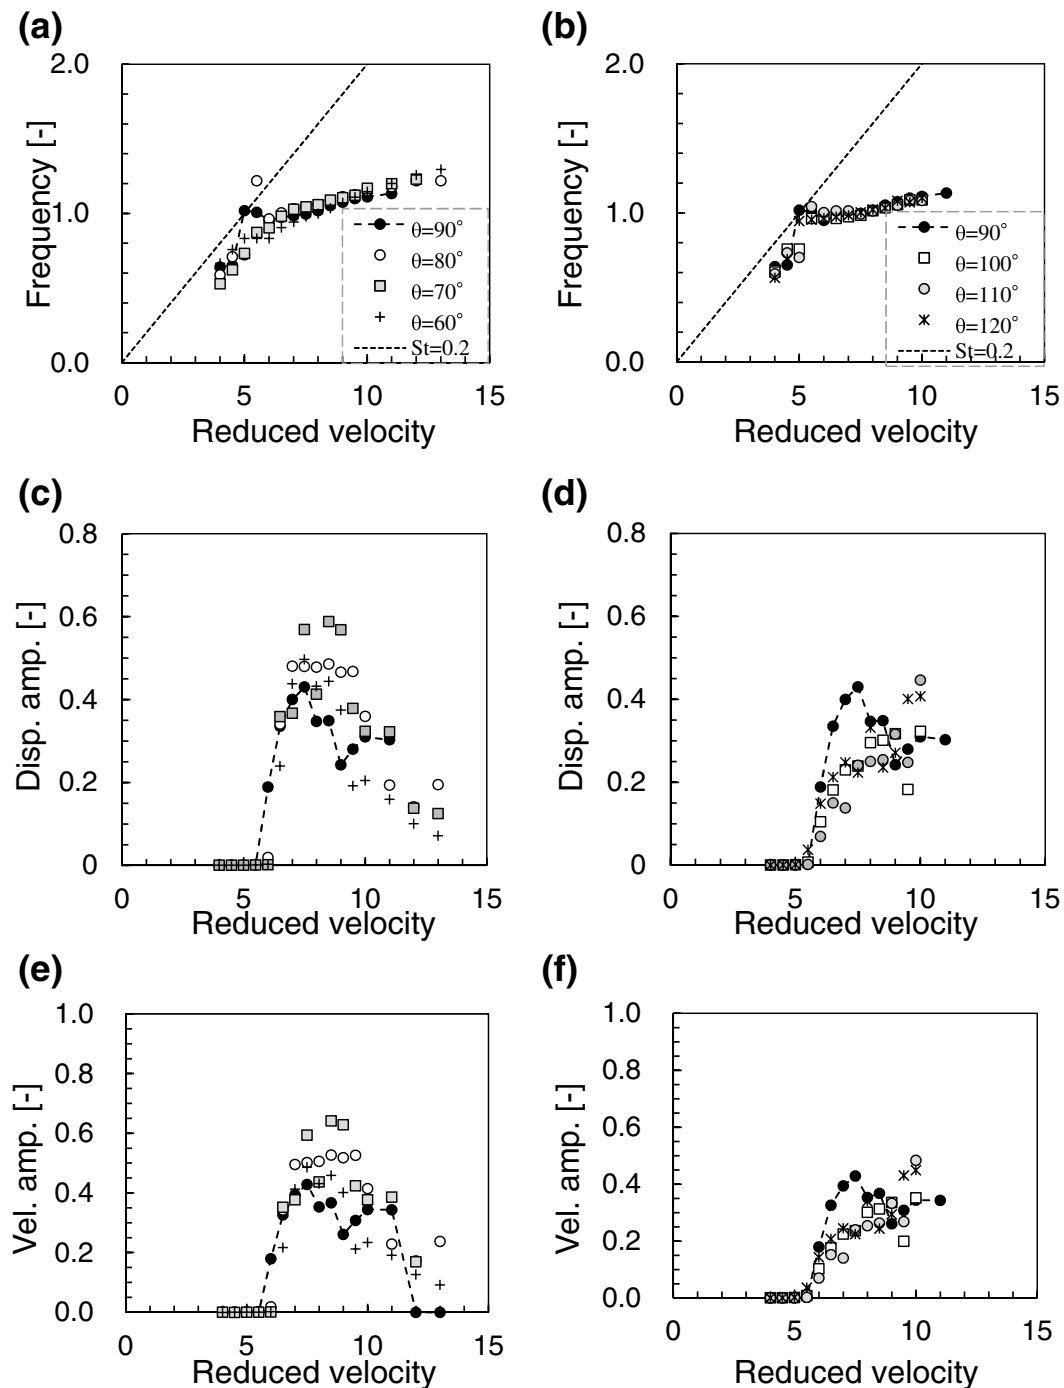 (a)
(b)
2.0
1.0
0.0
Frequency [-]
θ=90°
θ=80°
θ=70°
θ=60°
St=0.2
0
5
10
15
Reduced velocity
2.0
1.0
0.0
Frequency [-]
θ=90°
θ=100°
θ=110°
θ=120°
St=0.2
0
5
10
15
Reduced velocity
(c)
(d)
0.8
0.6
0.4
0.2
0
Disp. amp. [-]
0
5
10
15
Reduced velocity
0.8
0.6
0.4
0.2
0
Disp. amp. [-]
0
5
10
15
Reduced velocity
(e)
(f)
1.0
0.8
0.6
0.4
0.2
0.0
Vel. amp. [-]
0
5
10
15
Reduced velocity
1.0
0.8
0.6
0.4
0.2
0.0
Vel. amp. [-]
0
5
10
15
Reduced velocity